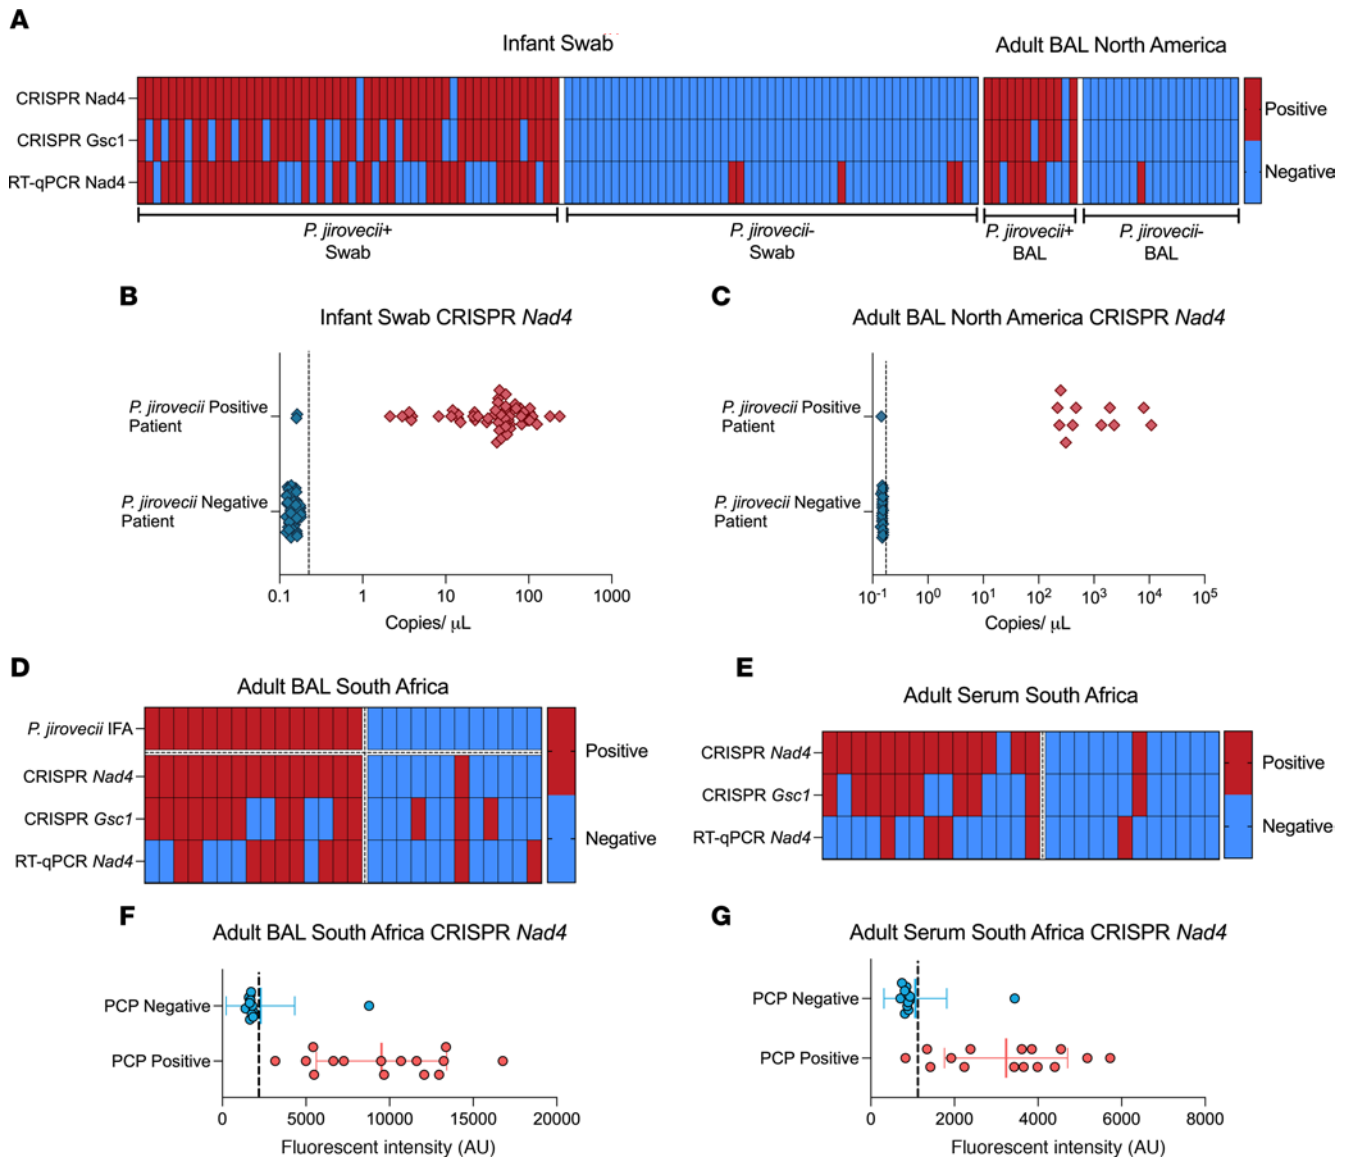 A
Infant Swab
Adult BAL North America
CRISPR Nad4
CRISPR Gsc1
RT-qPCR Nad4
Positive
Negative
P. jirovecii+
Swab
P. jirovecii-
Swab
P. jirovecii+
BAL
P. jirovecii-
BAL
B
Infant Swab CRISPR Nad4
P. jirovecii Positive
Patient
P. jirovecii Negative
Patient
0.1 1 10 100 1000
Copies/ μL
C
Adult BAL North America CRISPR Nad4
P. jirovecii Positive
Patient
P. jirovecii Negative
Patient
10-1 100 101 102 103 104 105
Copies/ μL
D
Adult BAL South Africa
P. jirovecii IFA
CRISPR Nad4
CRISPR Gsc1
RT-qPCR Nad4
Positive
Negative
E
Adult Serum South Africa
CRISPR Nad4
CRISPR Gsc1
RT-qPCR Nad4
Positive
Negative
F
Adult BAL South Africa CRISPR Nad4
PCP Negative
PCP Positive
0 5000 10000 15000 20000
Fluorescent intensity (AU)
G
Adult Serum South Africa CRISPR Nad4
PCP Negative
PCP Positive
0 2000 4000 6000 8000
Fluorescent intensity (AU)